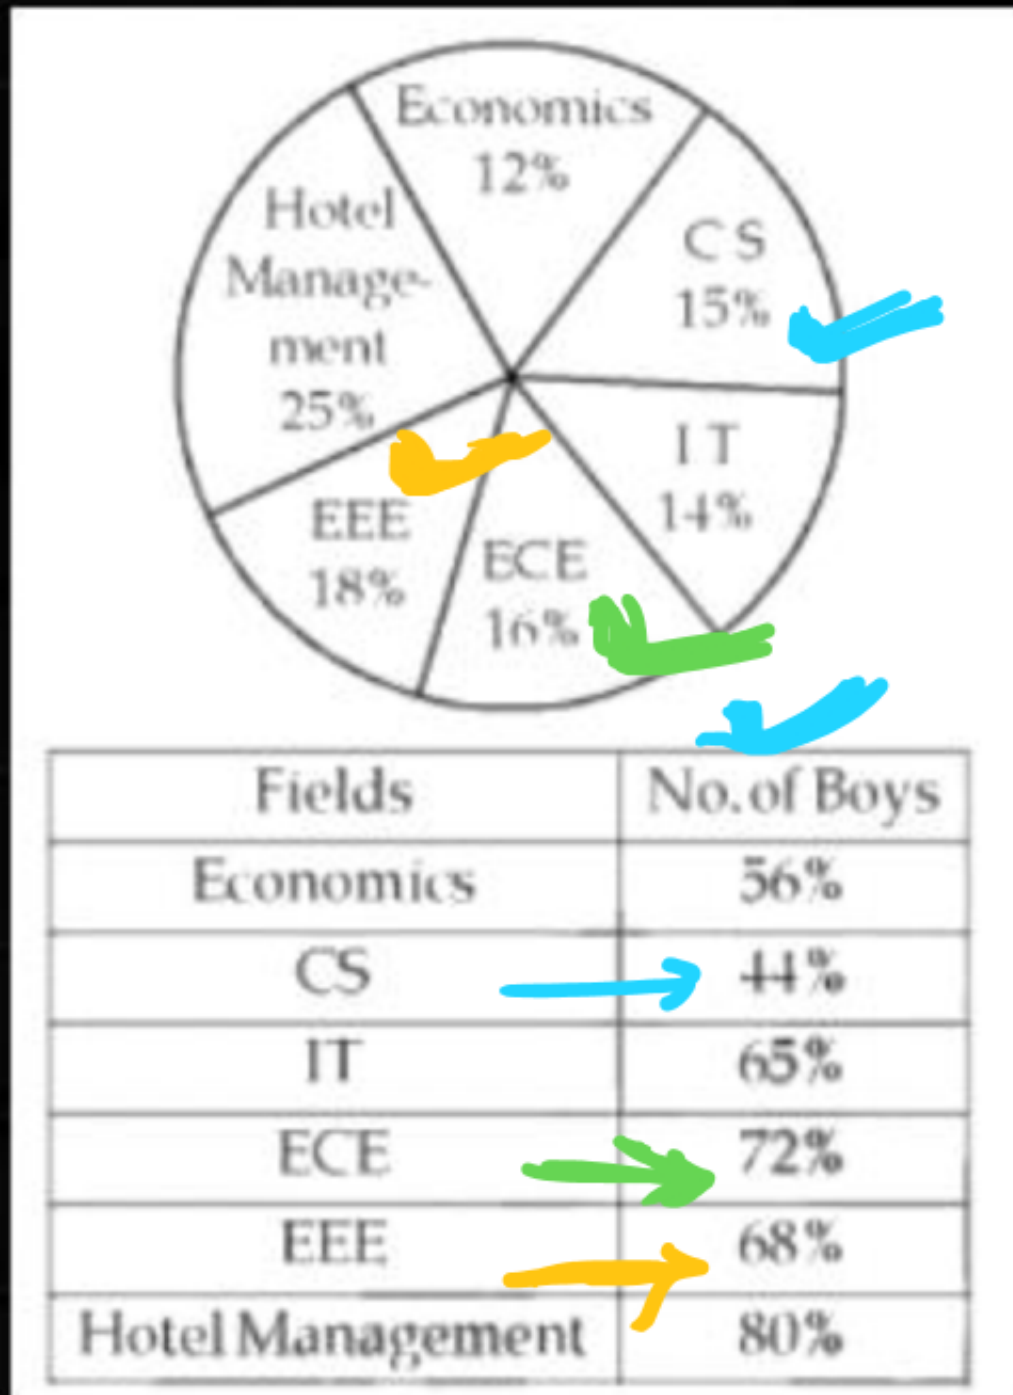 Economics
12%
C S
15%
I T
14%
ECE
16%
EEE
18%
Hotel
Manage-
ment
25%
Fields No. of Boys
Economics 56%
CS 44%
IT 65%
ECE 72%
EEE 68%
Hotel Management 80%